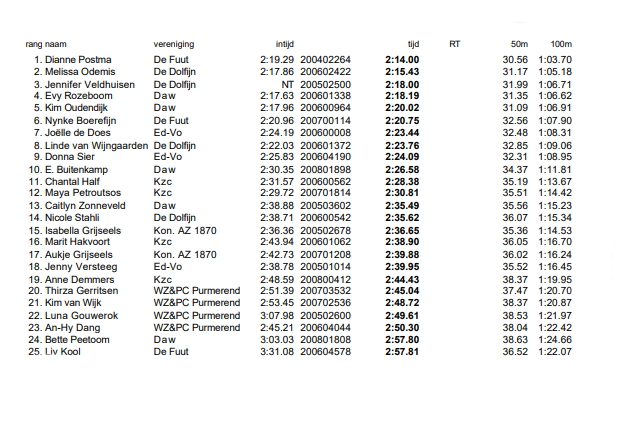 rang naam vereniging intijd tijd RT 50m 100m
1. Dianne Postma De Fuut 2:19.29 200402264 2:14.00 30.56 1:03.70
2. Melissa Odemis De Dolfijn 2:17.86 200602422 2:15.43 31.17 1:05.18
3. Jennifer Veldhuisen De Dolfijn NT 200502500 2:18.00 31.99 1:06.71
4. Evy Rozeboom Daw 2:17.63 200601338 2:18.19 31.35 1:06.62
5. Kim Oudendijk Daw 2:17.96 200600964 2:20.02 31.09 1:06.91
6. Nynke Boerefijn De Fuut 2:20.96 200700114 2:20.75 32.56 1:07.90
7. Joëlle de Does Ed-Vo 2:24.19 200600008 2:23.44 32.48 1:08.31
8. Linde van Wijngaarden De Dolfijn 2:22.03 200601372 2:23.76 32.85 1:09.06
9. Donna Sier Ed-Vo 2:25.83 200604190 2:24.09 32.31 1:08.95
10. E. Buitenkamp Daw 2:30.35 200801898 2:26.58 34.37 1:11.81
11. Chantal Half Kzc 2:31.57 200600562 2:28.38 35.19 1:13.67
12. Maya Petroutsos Kzc 2:29.72 200701814 2:30.81 35.51 1:14.42
13. Caitlyn Zonneveld Daw 2:38.88 200503602 2:35.49 35.56 1:15.23
14. Nicole Stahli De Dolfijn 2:38.71 200600542 2:35.62 36.07 1:15.34
15. Isabella Grijseels Kon. AZ 1870 2:36.36 200502678 2:36.65 35.36 1:14.53
16. Marit Hakvoort Kzc 2:43.94 200601062 2:38.90 36.05 1:16.70
17. Aukje Grijseels Kon. AZ 1870 2:42.73 200701208 2:39.88 36.02 1:16.24
18. Jenny Versteeg Ed-Vo 2:38.78 200501014 2:39.95 35.52 1:16.45
19. Anne Demmers Kzc 2:48.59 200800412 2:44.43 38.37 1:19.95
20. Thirza Gerritsen WZ&PC Purmerend 2:51.39 200703532 2:45.04 37.47 1:20.70
21. Kim van Wijk WZ&PC Purmerend 2:53.45 200702536 2:48.72 38.37 1:20.87
22. Luna Gouwerok WZ&PC Purmerend 3:07.98 200502600 2:49.61 38.53 1:21.97
23. An-Hy Dang WZ&PC Purmerend 2:45.21 200604044 2:50.30 38.04 1:22.42
24. Bette Peetoom Daw 3:03.03 200801808 2:57.80 38.63 1:24.66
25. Liv Kool De Fuut 3:31.08 200604578 2:57.81 36.52 1:22.07